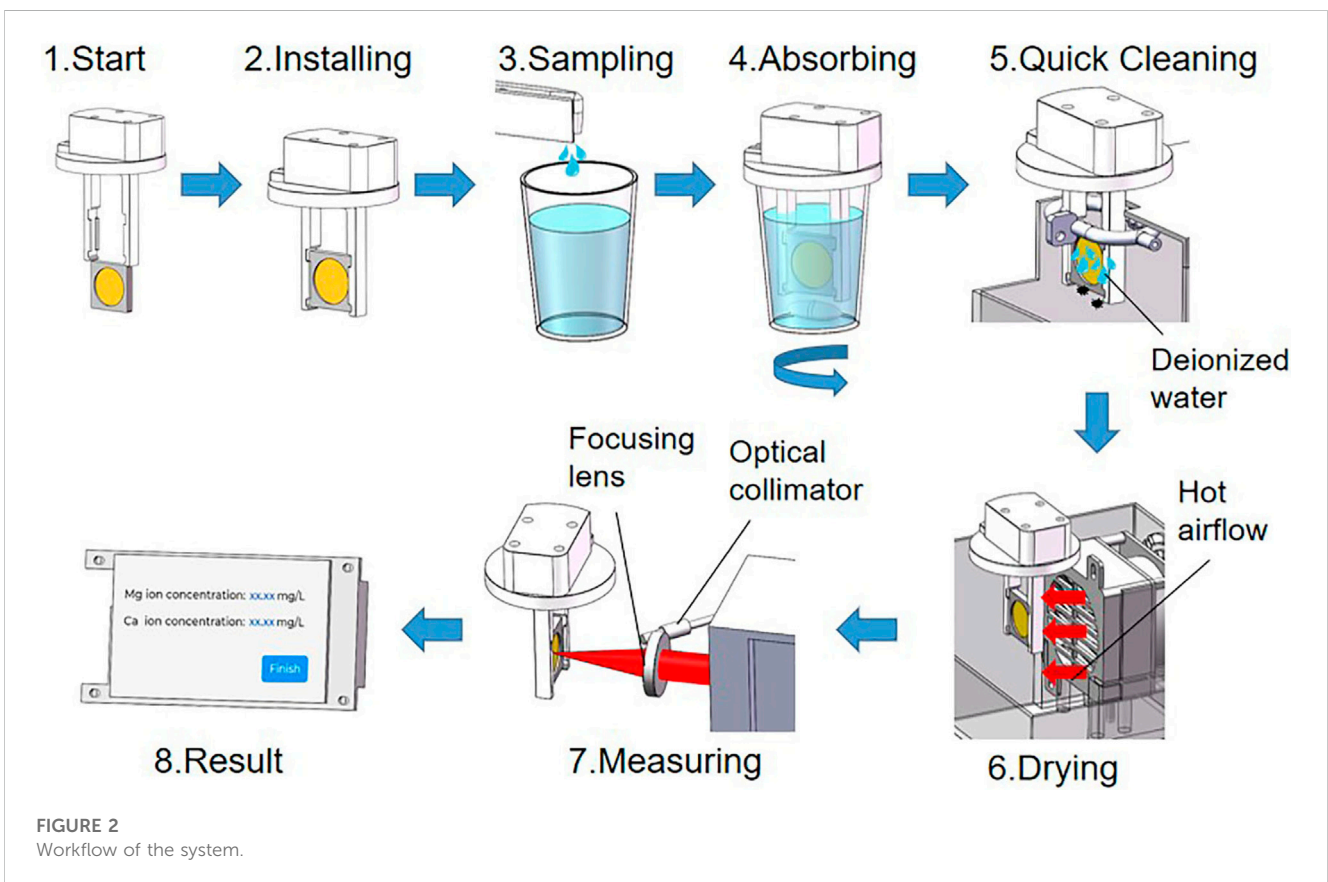 1.Start
2.Installing
3.Sampling
4.Absorbing
5.Quick Cleaning
Deionized
water
Hot
airflow
6.Drying
Focusing
lens
Optical
collimator
7.Measuring
Mg ion concentration: xx.xx mg/L
Ca ion concentration: xx.xx mg/L
Finish
8.Result
FIGURE 2
Workflow of the system.